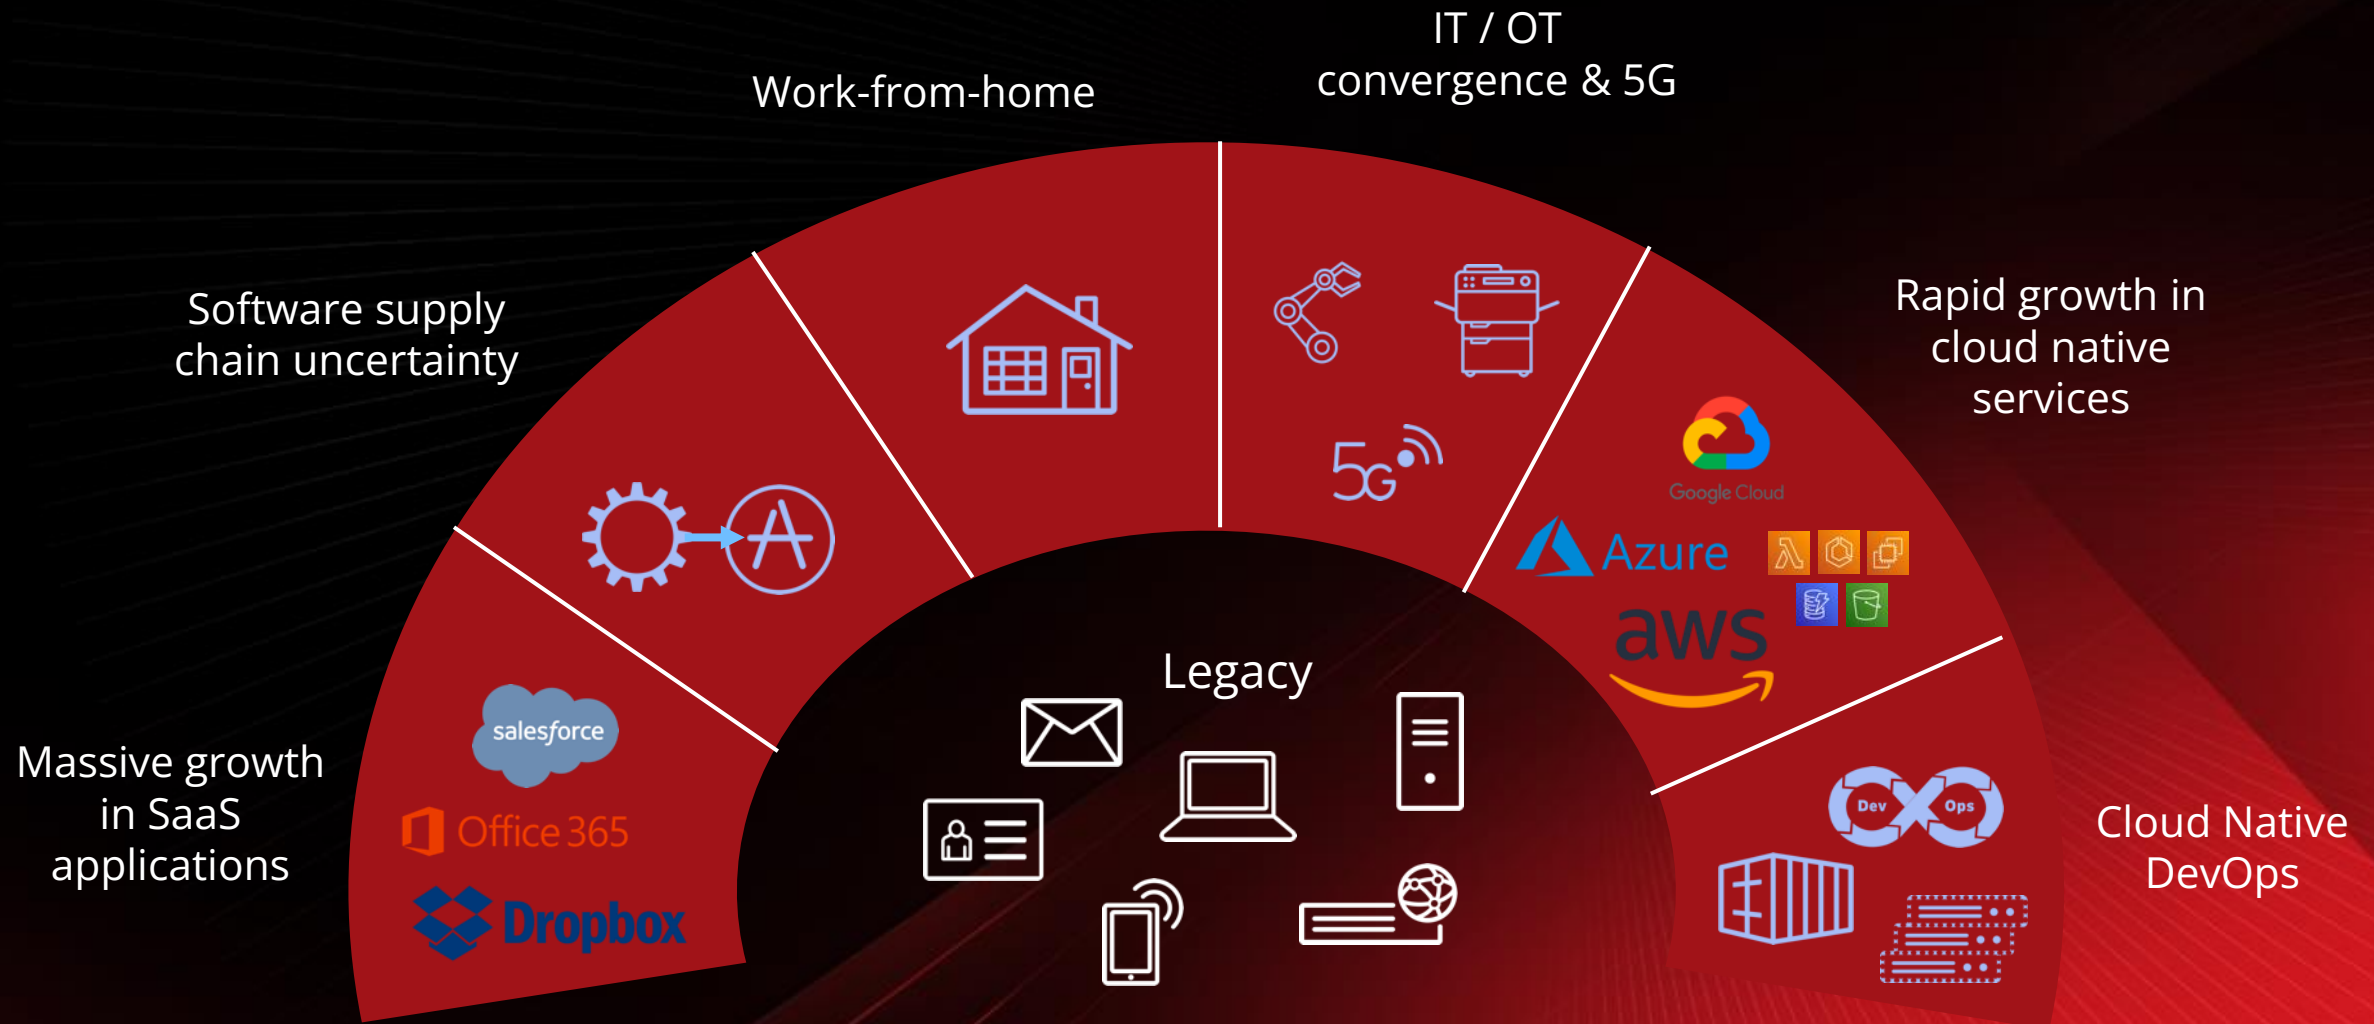 IT / OT
convergence & 5G
Work-from-home
Software supply
chain uncertainty
Rapid growth in
cloud native
services
Massive growth
in SaaS
applications
Cloud Native
DevOps
Legacy
salesforce
Office 365
Dropbox
5G
Google Cloud
Azure
aws
Dev
Ops